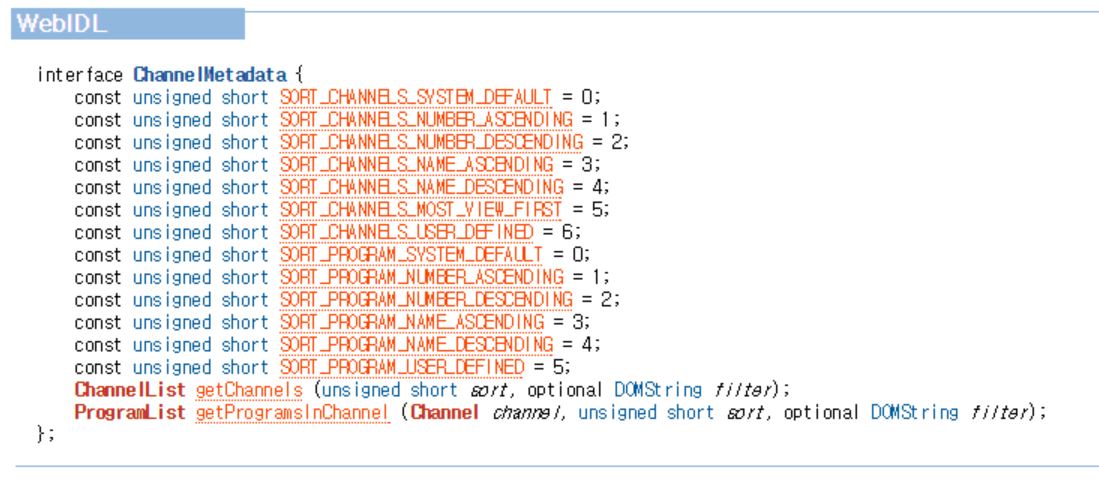 WebIDL
interface ChannelMetadata {
const unsigned short SORT_CHANNELS_SYSTEM_DEFAULT = 0;
const unsigned short SORT_CHANNELS_NUMBER_ASCENDING = 1;
const unsigned short SORT_CHANNELS_NUMBER_DESCENDING = 2;
const unsigned short SORT_CHANNELS_NAME_ASCENDING = 3;
const unsigned short SORT_CHANNELS_NAME_DESCENDING = 4;
const unsigned short SORT_CHANNELS_MOST_VIEW_FIRST = 5;
const unsigned short SORT_CHANNELS_USER_DEFINED = 6;
const unsigned short SORT_PROGRAM_SYSTEM_DEFAULT = 0;
const unsigned short SORT_PROGRAM_NUMBER_ASCENDING = 1;
const unsigned short SORT_PROGRAM_NUMBER_DESCENDING = 2;
const unsigned short SORT_PROGRAM_NAME_ASCENDING = 3;
const unsigned short SORT_PROGRAM_NAME_DESCENDING = 4;
const unsigned short SORT_PROGRAM_USER_DEFINED = 5;
ChannelList getChannels (unsigned short sort, optional DOMString filter);
ProgramList getProgramsInChannel (Channel channel, unsigned short sort, optional DOMString filter);
};